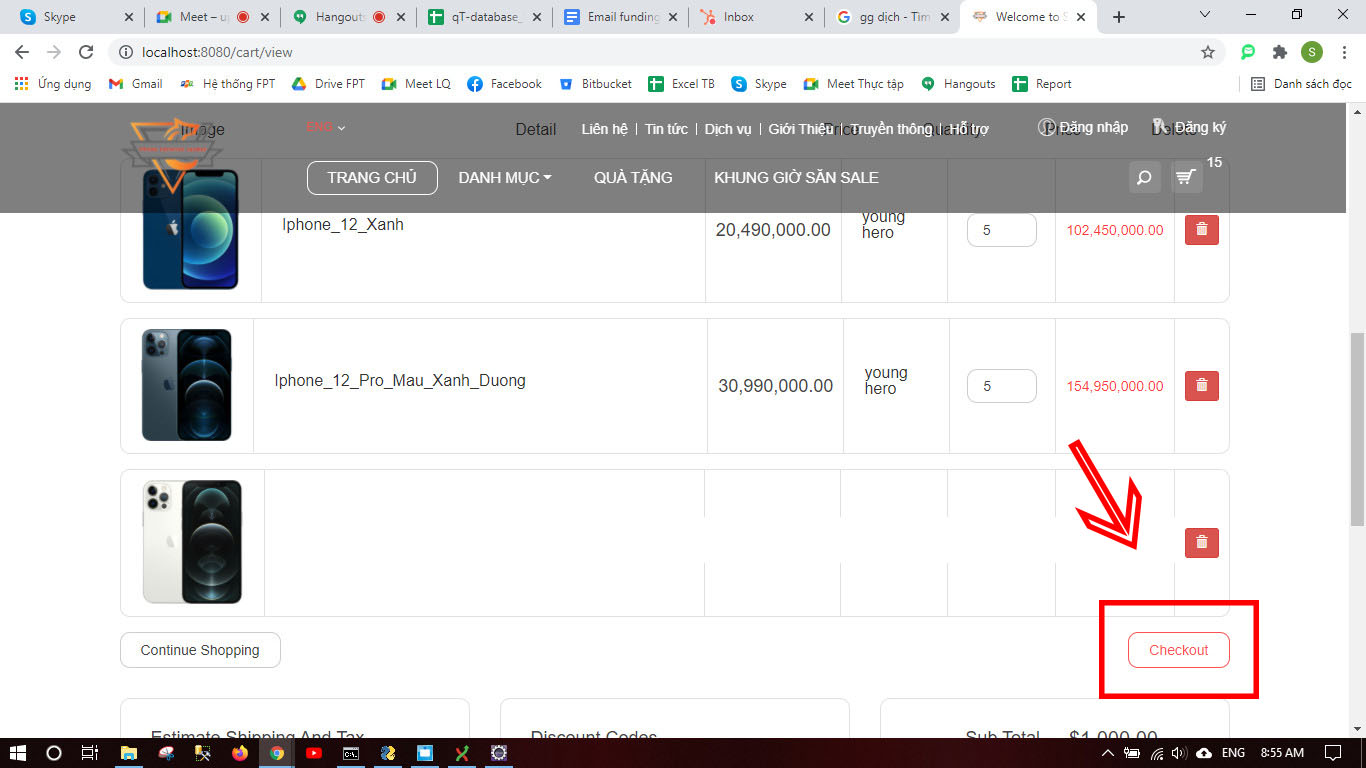 Skype Meet – u Hangouts qT-database_ Email funding Inbox gg dịch - Tìm Welcome to S
localhost:8080/cart/view S
Ứng dụng Gmail Hệ thống FPT Drive FPT Meet LQ Facebook Bitbucket Excel TB Skype Meet Thực tập Hangouts Report Danh sách đọc
Image ENG Detail Liên hệ Tin tức Dịch vụ Giới Thiệu Price Truyền thông Quantity Hỗ trợ Price Đăng nhập Delete Đăng ký
15
TRANG CHỦ DANH MỤC QUÀ TẶNG KHUNG GIỜ SĂN SALE
Iphone_12_Xanh 20,490,000.00 young hero 5 102,450,000.00
Iphone_12_Pro_Mau_Xanh_Duong 30,990,000.00 young hero 5 154,950,000.00
Continue Shopping Checkout
Estimate Shipping And Tax Discount Codes Sub Total $1,000.00
ENG 8:55 AM